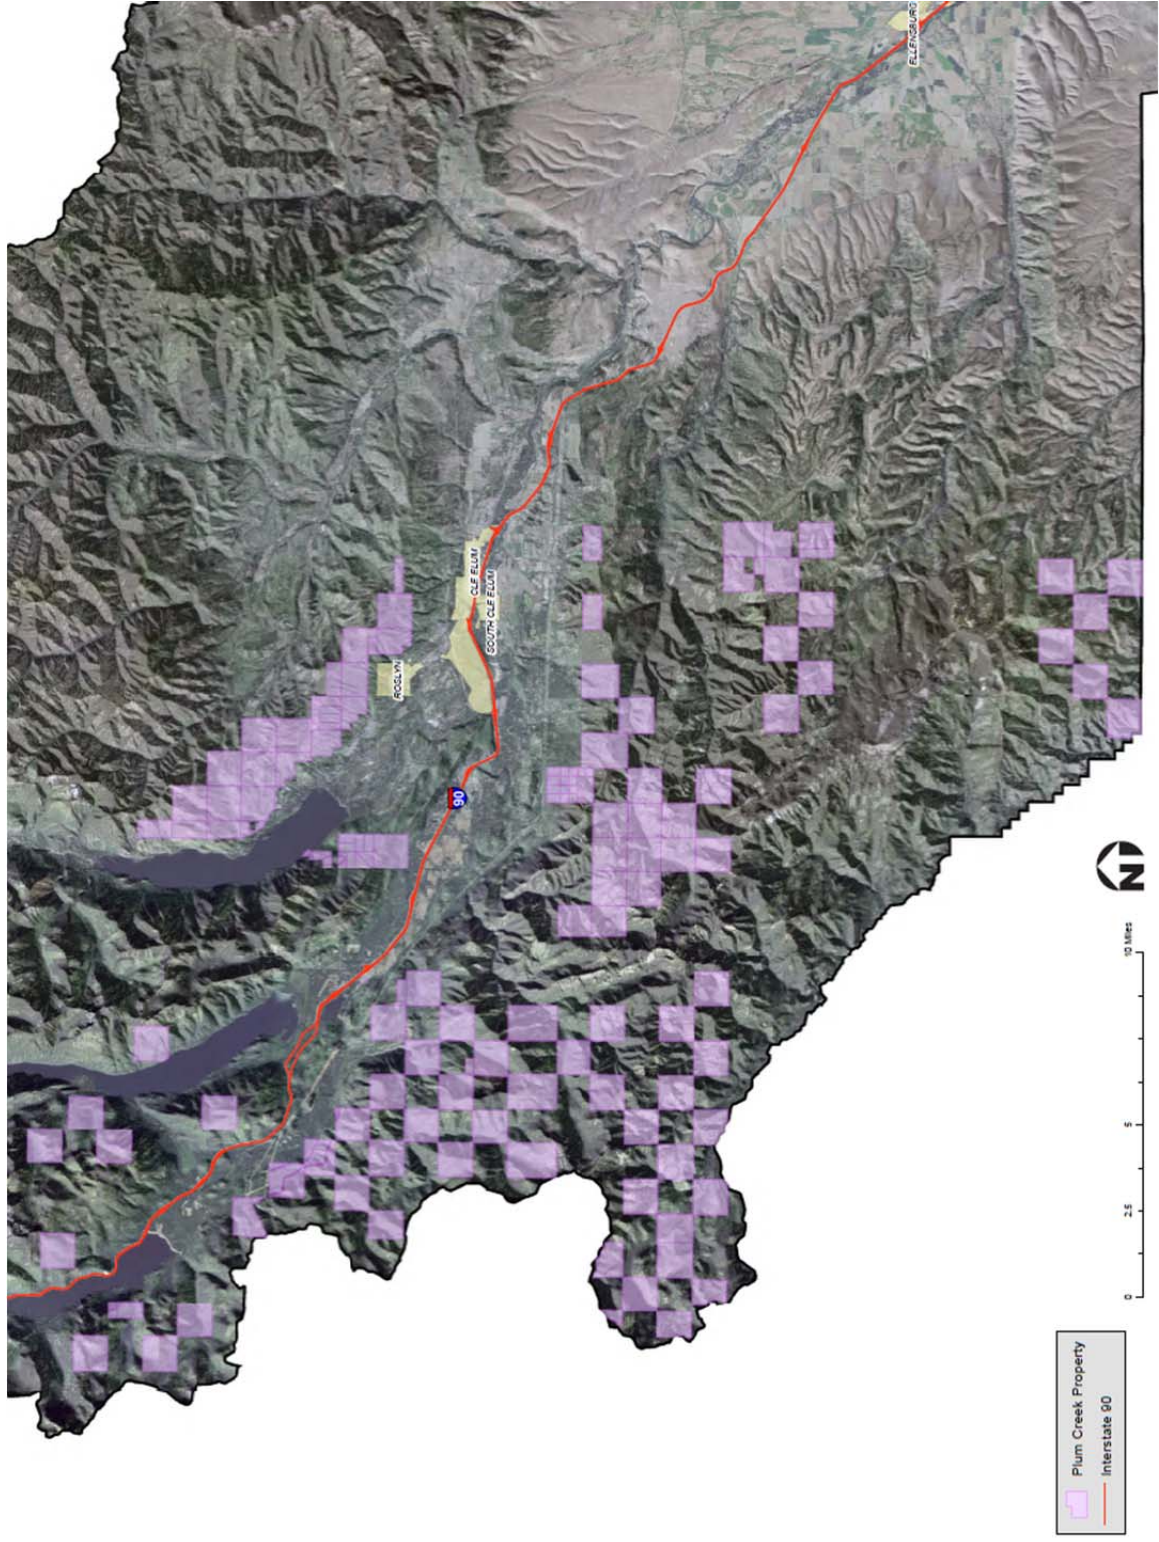 ELLENSBURG
CLE ELUM
SOUTH CLE ELUM
ROSLYN
90
N
0
2.5
5
10 Miles
Plum Creek Property
Interstate 90